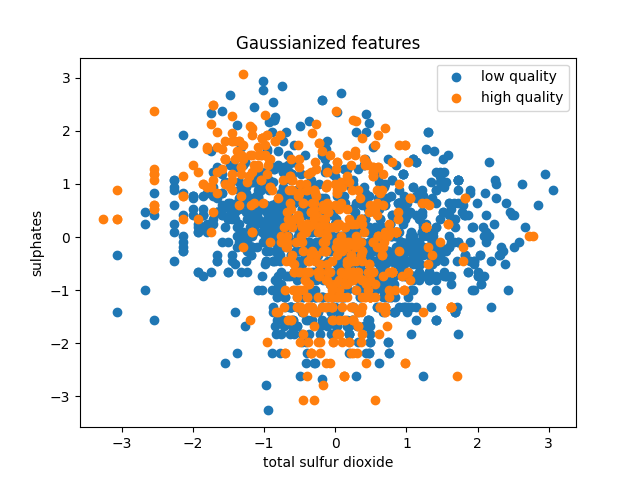 Gaussianized features
low quality
high quality
3
2
1
0
−1
−2
−3
sulphates
−3
−2
−1
0
1
2
3
total sulfur dioxide